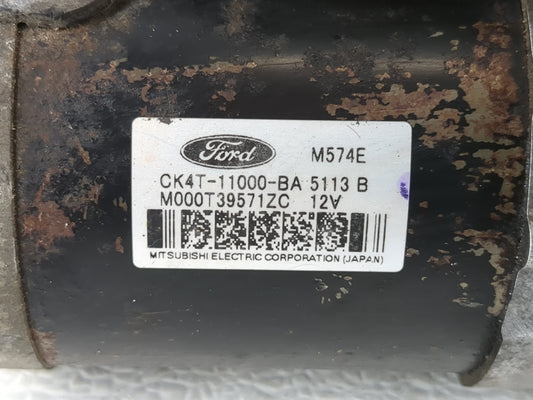 Ford M574E
CK4T-11000-BA 5113 B
M000T39571ZC 12V
MITSUBISHI ELECTRIC CORPORATION (JAPAN)